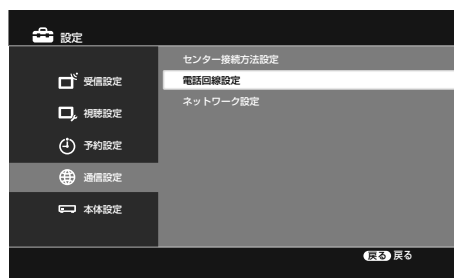 設定
受信設定
視聴設定
予約設定
通信設定
本体設定
センター接続方法設定
電話回線設定
ネットワーク設定
戻る 戻る